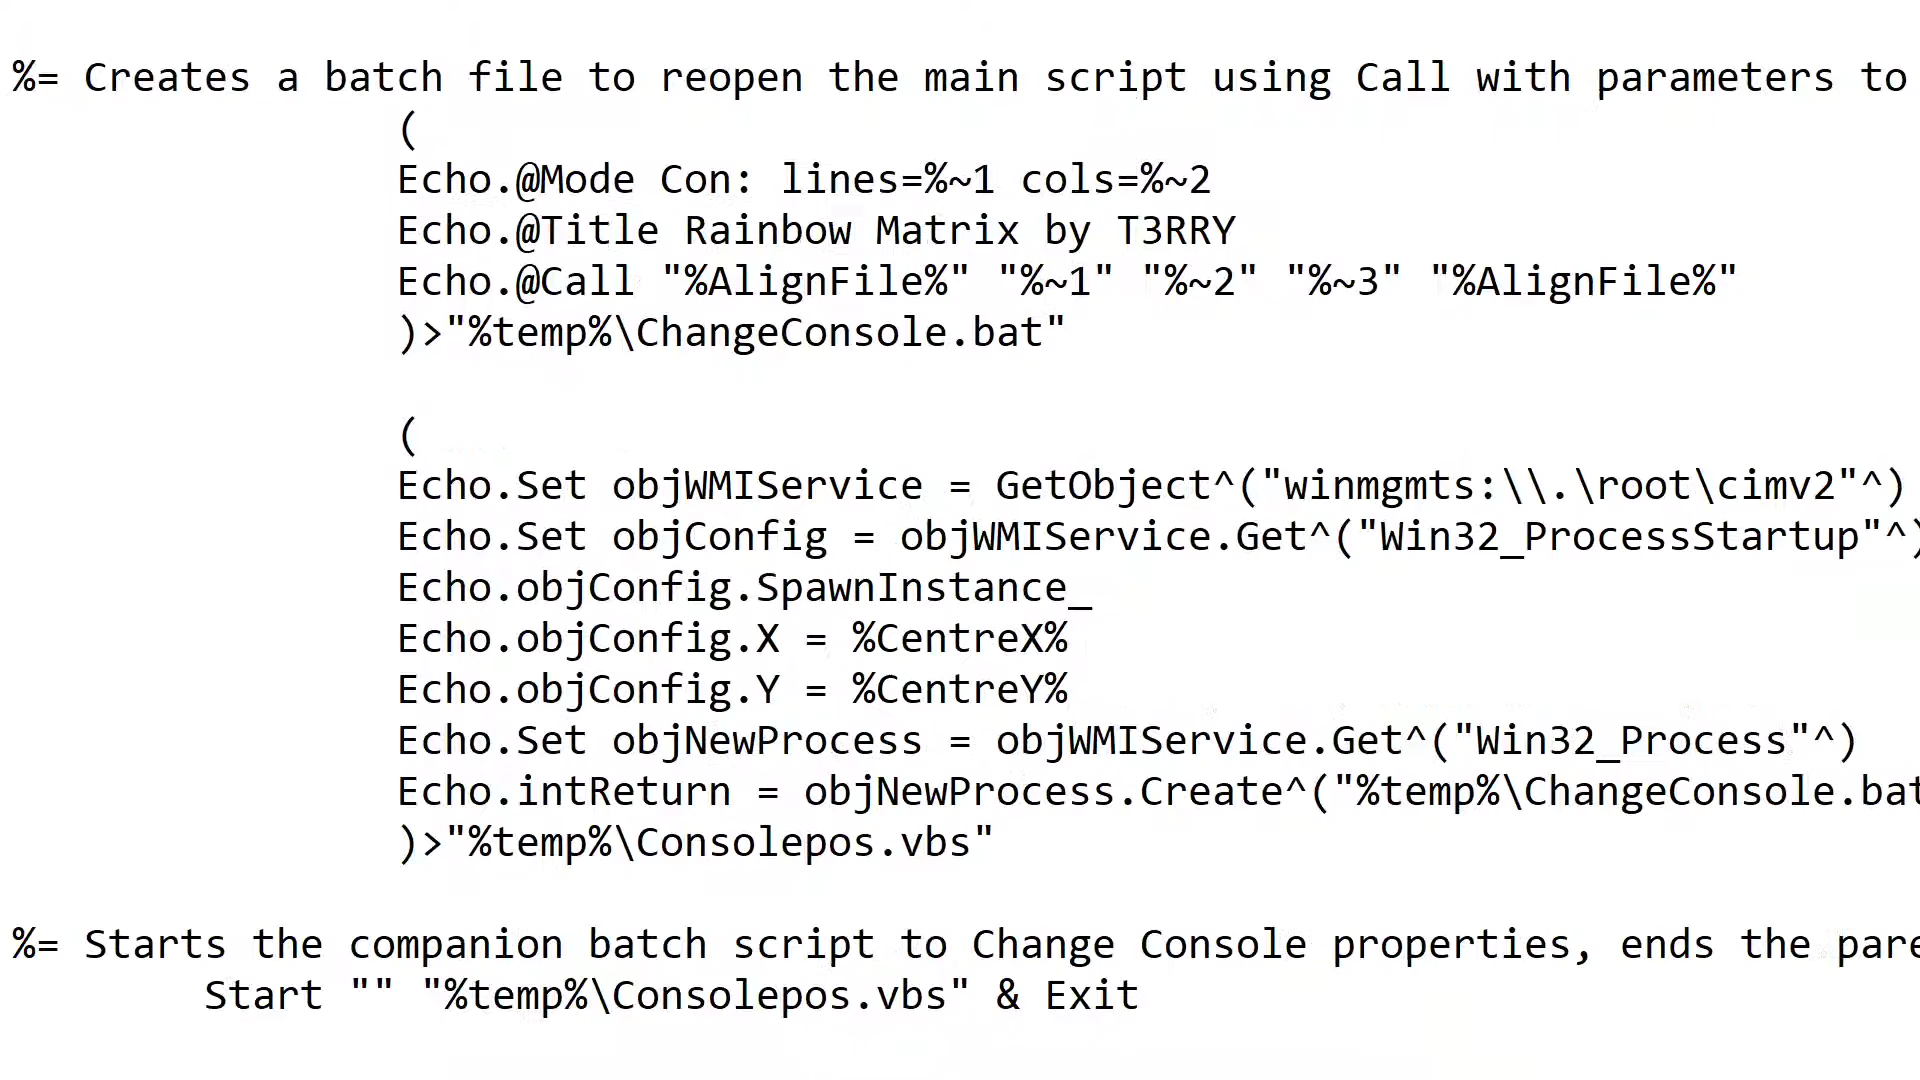 %= Creates a batch file to reopen the main script using Call with parameters to
(
Echo.@Mode Con: lines=%~1 cols=%~2
Echo.@Title Rainbow Matrix by T3RRY
Echo.@Call "%AlignFile%" "%~1" "%~2" "%~3" "%AlignFile%"
)>"%temp%\ChangeConsole.bat"
(
Echo.Set objWMIService = GetObject^("winmgmts:\\.\root\cimv2"^)
Echo.Set objConfig = objWMIService.Get^("Win32_ProcessStartup"^)
Echo.objConfig.SpawnInstance_
Echo.objConfig.X = %CentreX%
Echo.objConfig.Y = %CentreY%
Echo.Set objNewProcess = objWMIService.Get^("Win32_Process"^)
Echo.intReturn = objNewProcess.Create^("%temp%\ChangeConsole.bat
)>"%temp%\Consolepos.vbs"
%= Starts the companion batch script to Change Console properties, ends the pare
Start "" "%temp%\Consolepos.vbs" & Exit